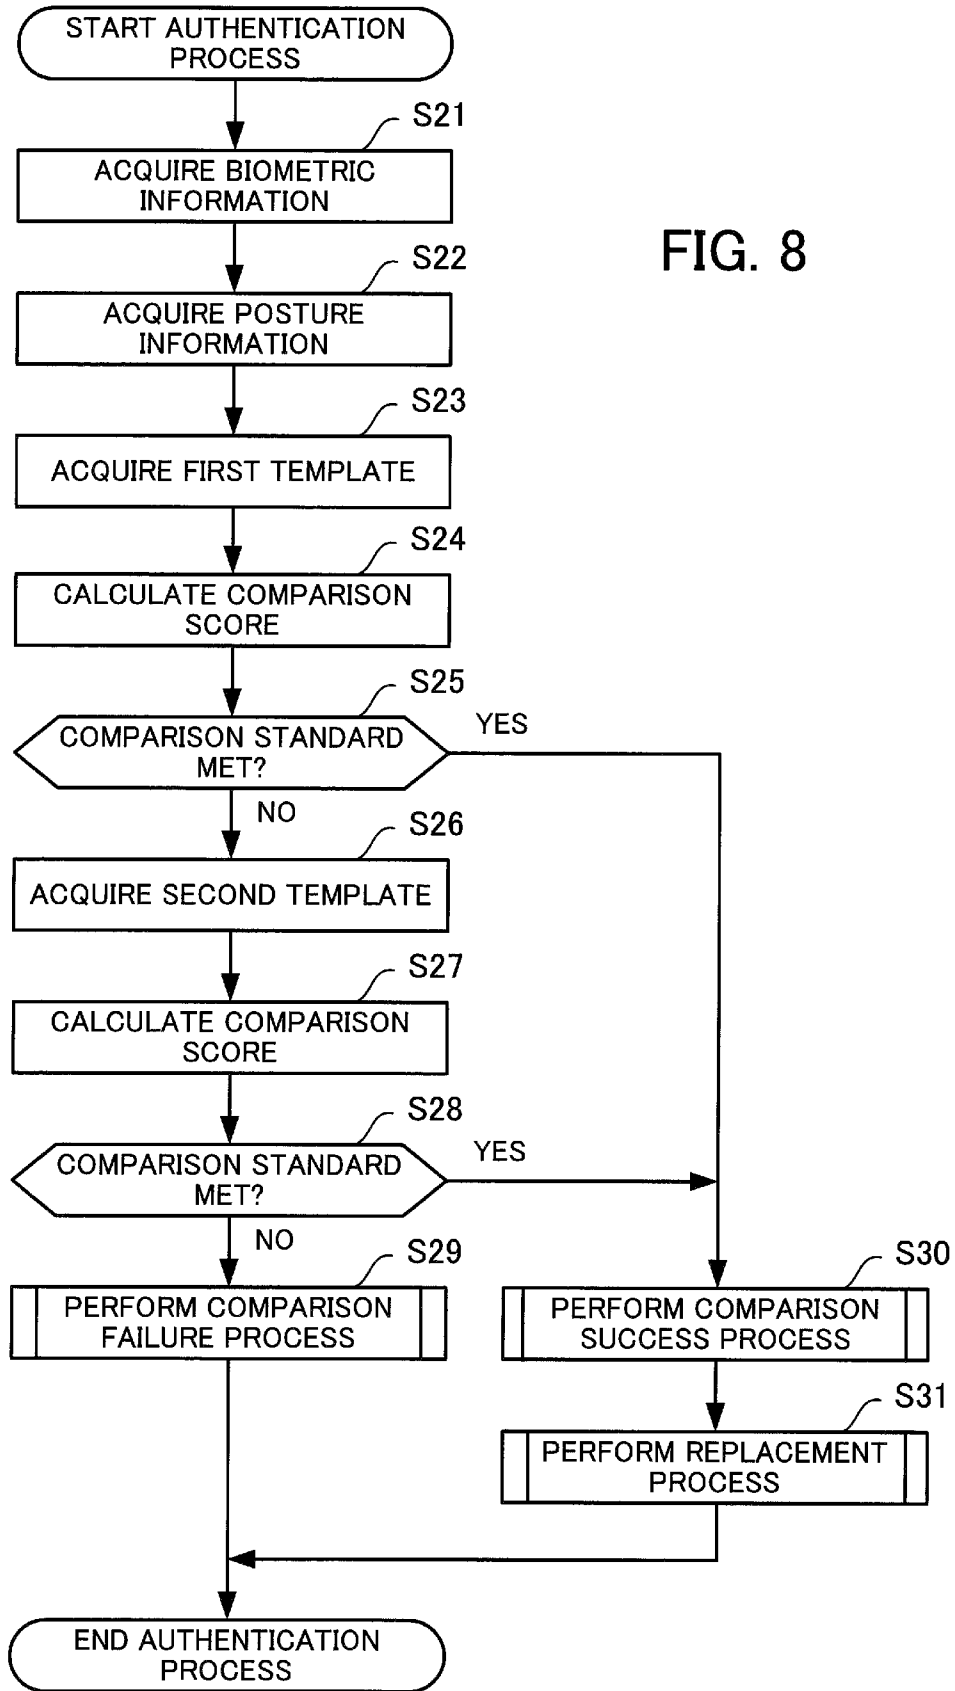 START AUTHENTICATION
PROCESS
S21
ACQUIRE BIOMETRIC
INFORMATION
FIG. 8
S22
ACQUIRE POSTURE
INFORMATION
S23
ACQUIRE FIRST TEMPLATE
S24
CALCULATE COMPARISON
SCORE
S25
COMPARISON STANDARD
MET?
YES
NO
S26
ACQUIRE SECOND TEMPLATE
S27
CALCULATE COMPARISON
SCORE
S28
COMPARISON STANDARD
MET?
YES
NO
S29
PERFORM COMPARISON
FAILURE PROCESS
S30
PERFORM COMPARISON
SUCCESS PROCESS
S31
PERFORM REPLACEMENT
PROCESS
END AUTHENTICATION
PROCESS